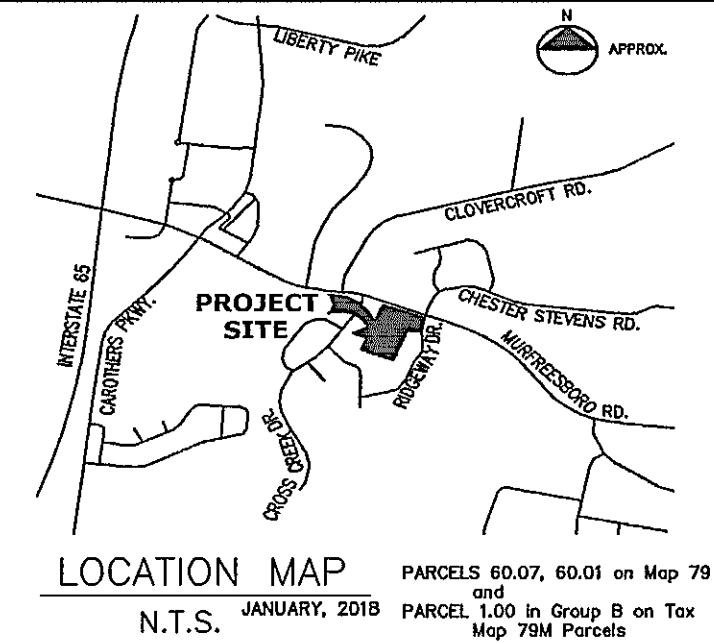 N
APPROX.
LIBERTY PIKE
CLOVERCROFT RD.
INTERSTATE 65
CAROTHERS PKWY.
PROJECT
SITE
CHESTER STEVENS RD.
RIDGEWAY DR.
MURFREESBORO RD.
CROSS CREEK DR.
LOCATION MAP
N.T.S.
JANUARY, 2018
PARCELS 60.07, 60.01 on Map 79
and
PARCEL 1.00 in Group B on Tax
Map 79M Parcels